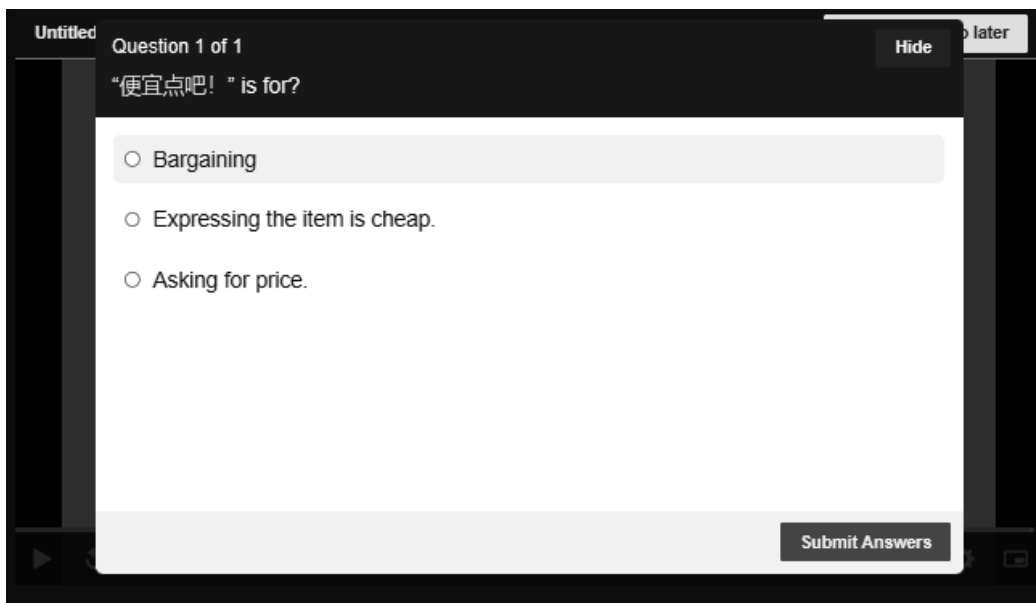 Untitled
o later
Question 1 of 1
Hide
“便宜点吧！” is for?
Bargaining
Expressing the item is cheap.
Asking for price.
Submit Answers